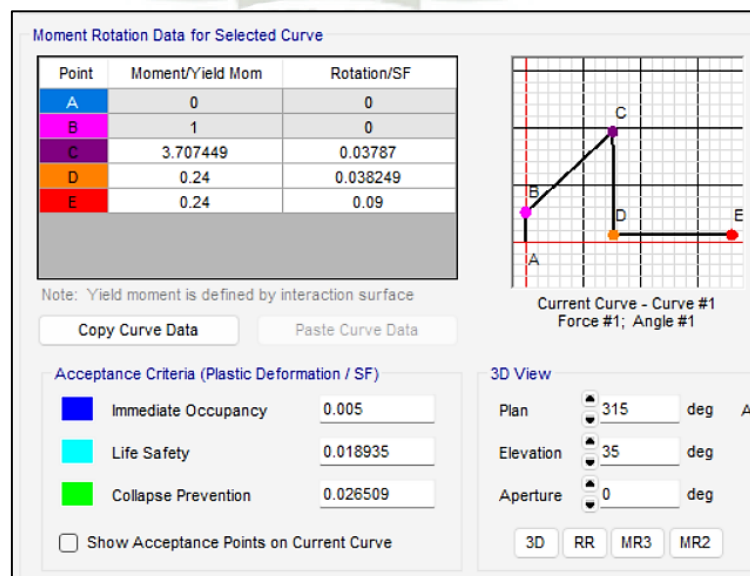 Moment Rotation Data for Selected Curve
Point Moment/Yield Mom Rotation/SF
A 0 0
B 1 0
C 3.707449 0.03787
D 0.24 0.038249
E 0.24 0.09
C
B
D
E
A
Note: Yield moment is defined by interaction surface
Copy Curve Data Paste Curve Data
Current Curve - Curve #1
Force #1; Angle #1
Acceptance Criteria (Plastic Deformation / SF)
Immediate Occupancy 0.005
Life Safety 0.018935
Collapse Prevention 0.026509
Show Acceptance Points on Current Curve
3D View
Plan 315 deg A
Elevation 35 deg
Aperture 0 deg
3D RR MR3 MR2